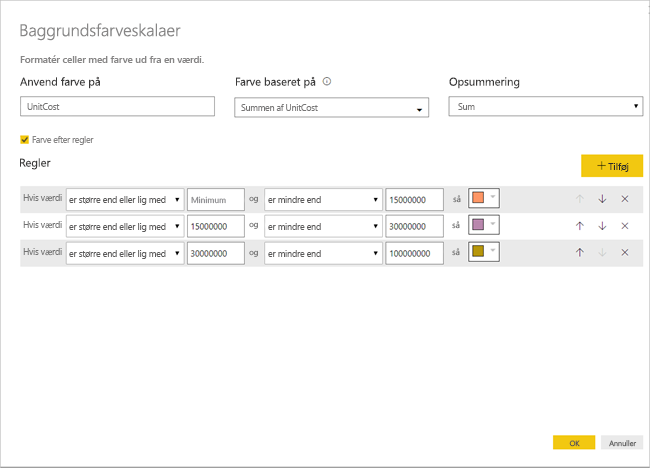 Baggrundsfarveskalaer
Formatér celler med farve ud fra en værdi.
Anvend farve på Farve baseret på Opsummering
UnitCost Summen af UnitCost Sum
Farve efter regler
Regler
+ Tilføj
Hvis værdi er større end eller lig med Minimum og er mindre end 15000000 så
Hvis værdi er større end eller lig med 15000000 og er mindre end 30000000 så
Hvis værdi er større end eller lig med 30000000 og er mindre end 100000000 så
OK Annuller